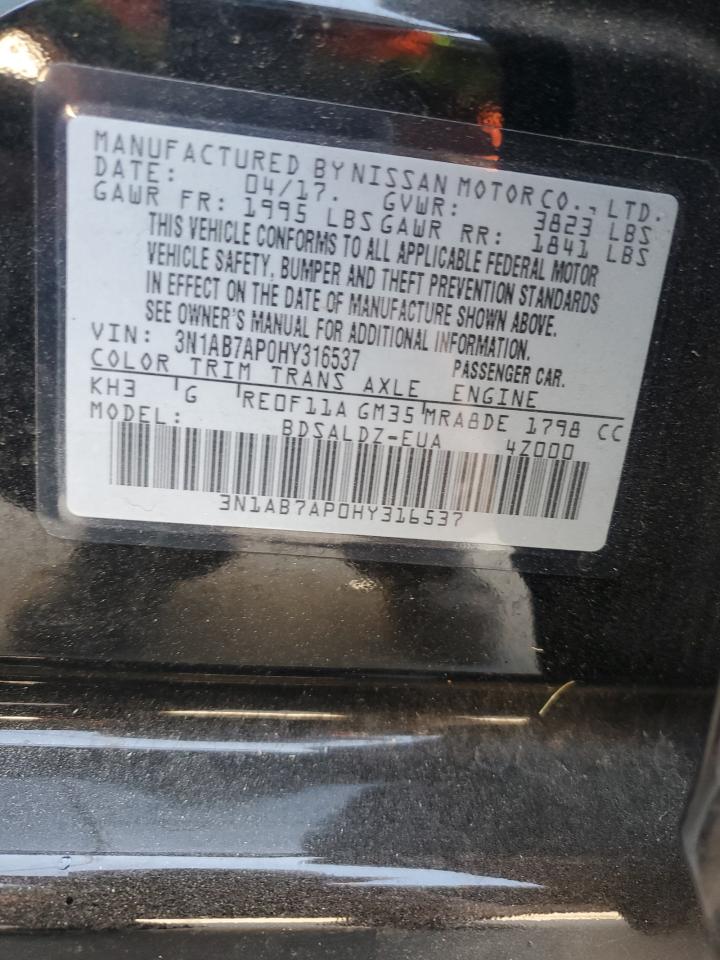 MANUFACTURED BY NISSAN MOTOR CO., LTD.
DATE: 04/17. GVWR: 3823 LBS
GAWR FR: 1995 LBS GAWR RR: 1841 LBS
THIS VEHICLE CONFORMS TO ALL APPLICABLE FEDERAL MOTOR
VEHICLE SAFETY, BUMPER AND THEFT PREVENTION STANDARDS
IN EFFECT ON THE DATE OF MANUFACTURE SHOWN ABOVE.
SEE OWNER'S MANUAL FOR ADDITIONAL INFORMATION.
VIN: 3N1AB7AP0HY316537 PASSENGER CAR.
COLOR TRIM TRANS AXLE ENGINE
KH3 G RE0F11A GM35 MRA8DE 1798 CC
MODEL: BDSALDZ-EUA 4Z000
3N1AB7AP0HY316537